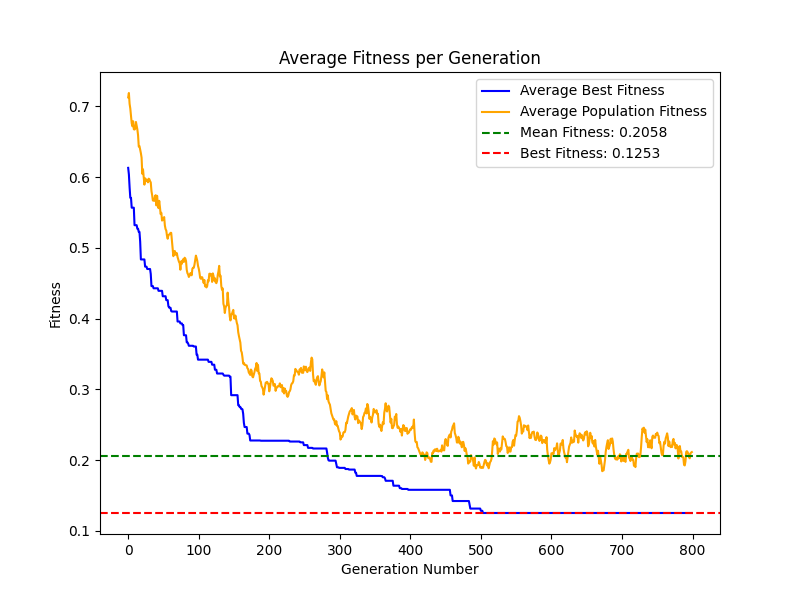 Average Fitness per Generation
Average Best Fitness
Average Population Fitness
Mean Fitness: 0.2058
Best Fitness: 0.1253
Fitness
0.7
0.6
0.5
0.4
0.3
0.2
0.1
0 100 200 300 400 500 600 700 800
Generation Number